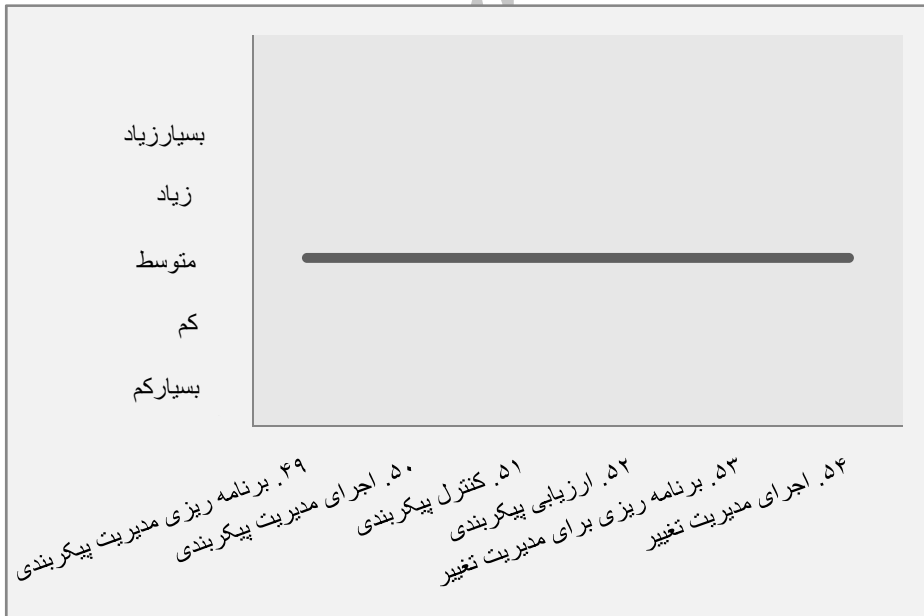 بسیارزیاد
زیاد
متوسط
کم
بسیارکم
۴۹. برنامه ریزی مدیریت پیکربندی
۵۰. اجرای مدیریت پیکربندی
۵۱. کنترل پیکربندی
۵۲. ارزیابی پیکربندی
۵۳. برنامه ریزی برای مدیریت تغییر
۵۴. اجرای مدیریت تغییر